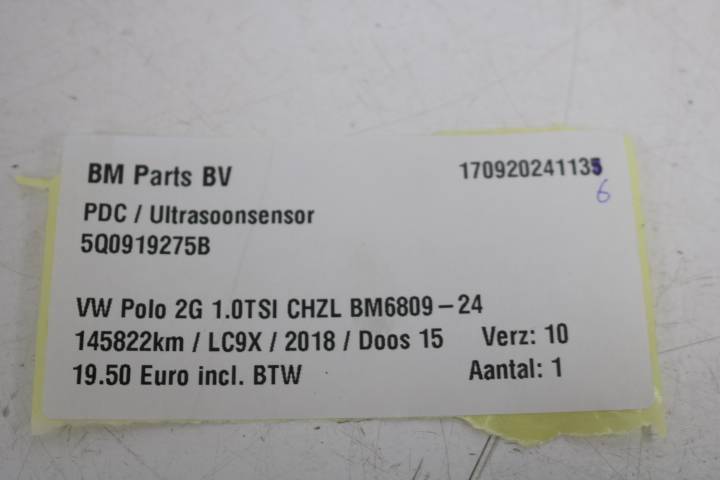 BM Parts BV 170920241135
6
PDC / Ultrasoonsensor
5Q0919275B
VW Polo 2G 1.0TSI CHZL BM6809-24
145822km / LC9X / 2018 / Doos 15 Verz: 10
19.50 Euro incl. BTW Aantal: 1